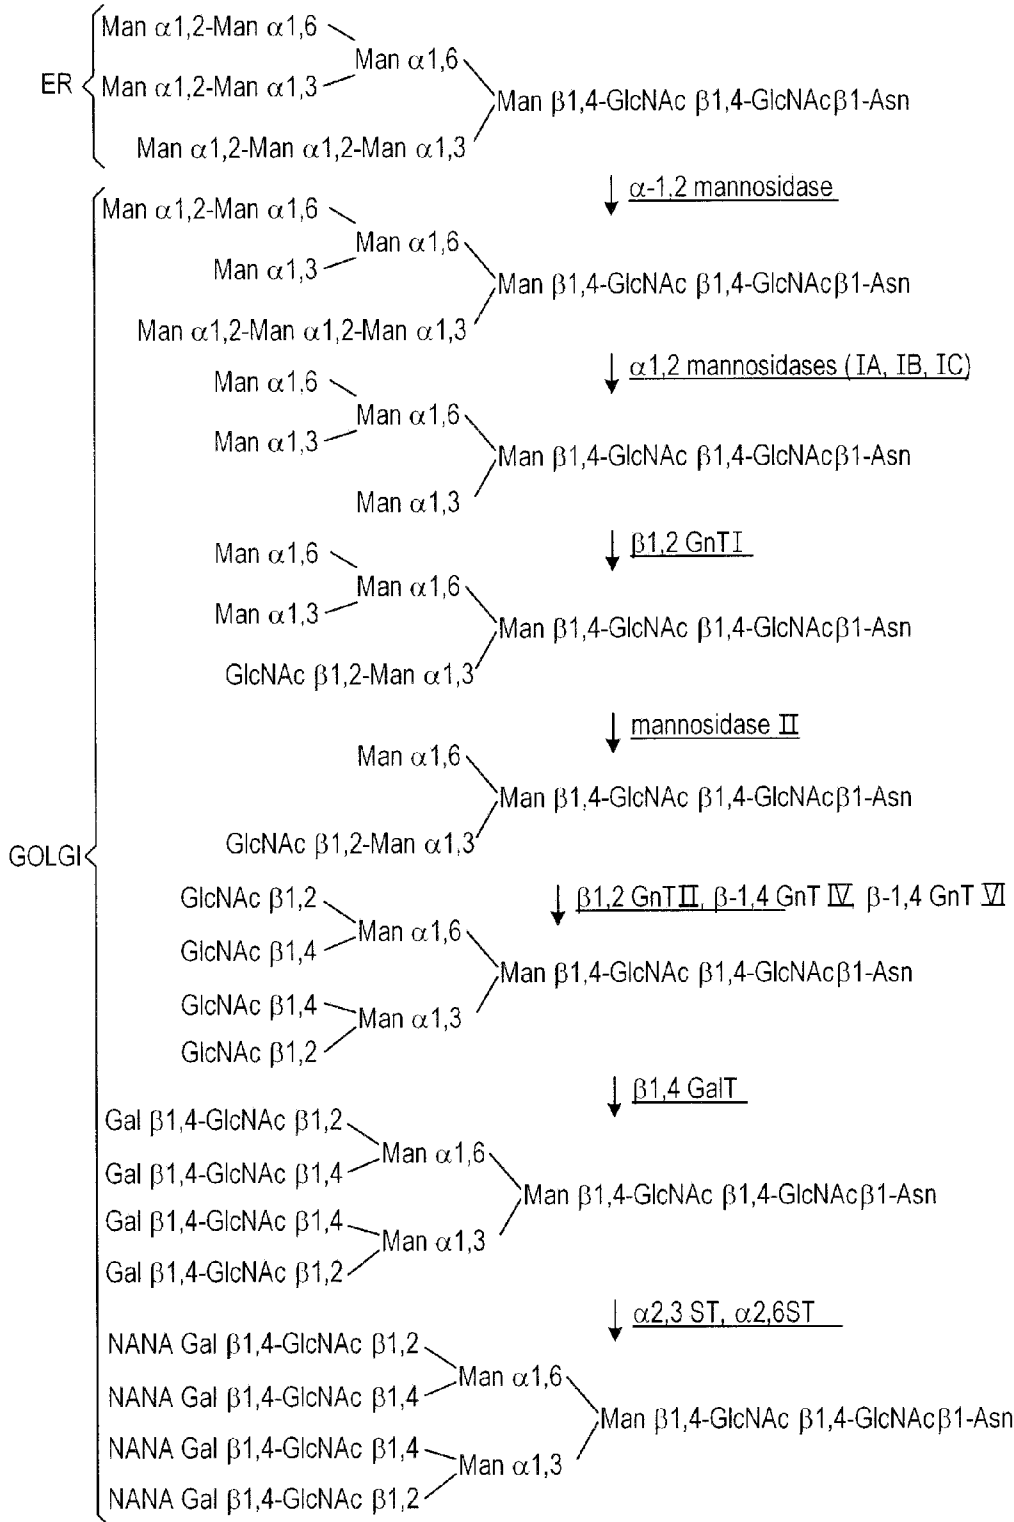 Man α1,2-Man α1,6
Man α1,6
ER
Man α1,2-Man α1,3
Man β1,4-GlcNAc β1,4-GlcNAcβ1-Asn
Man α1,2-Man α1,2-Man α1,3
α-1,2 mannosidase
Man α1,2-Man α1,6
Man α1,6
Man α1,3
Man β1,4-GlcNAc β1,4-GlcNAcβ1-Asn
Man α1,2-Man α1,2-Man α1,3
α1,2 mannosidases (IA, IB, IC)
Man α1,6
Man α1,6
Man α1,3
Man β1,4-GlcNAc β1,4-GlcNAcβ1-Asn
Man α1,3
β1,2 GnTI
Man α1,6
Man α1,6
Man α1,3
Man β1,4-GlcNAc β1,4-GlcNAcβ1-Asn
GlcNAc β1,2-Man α1,3
mannosidase II
Man α1,6
Man β1,4-GlcNAc β1,4-GlcNAcβ1-Asn
GlcNAc β1,2-Man α1,3
GOLGI
β1,2 GnTII, β-1,4 GnT IV, β-1,4 GnT VI
GlcNAc β1,2
Man α1,6
GlcNAc β1,4
Man β1,4-GlcNAc β1,4-GlcNAcβ1-Asn
GlcNAc β1,4
Man α1,3
GlcNAc β1,2
β1,4 GalT
Gal β1,4-GlcNAc β1,2
Man α1,6
Gal β1,4-GlcNAc β1,4
Man β1,4-GlcNAc β1,4-GlcNAcβ1-Asn
Gal β1,4-GlcNAc β1,4
Man α1,3
Gal β1,4-GlcNAc β1,2
α2,3 ST, α2,6ST
NANA Gal β1,4-GlcNAc β1,2
Man α1,6
NANA Gal β1,4-GlcNAc β1,4
Man β1,4-GlcNAc β1,4-GlcNAcβ1-Asn
NANA Gal β1,4-GlcNAc β1,4
Man α1,3
NANA Gal β1,4-GlcNAc β1,2